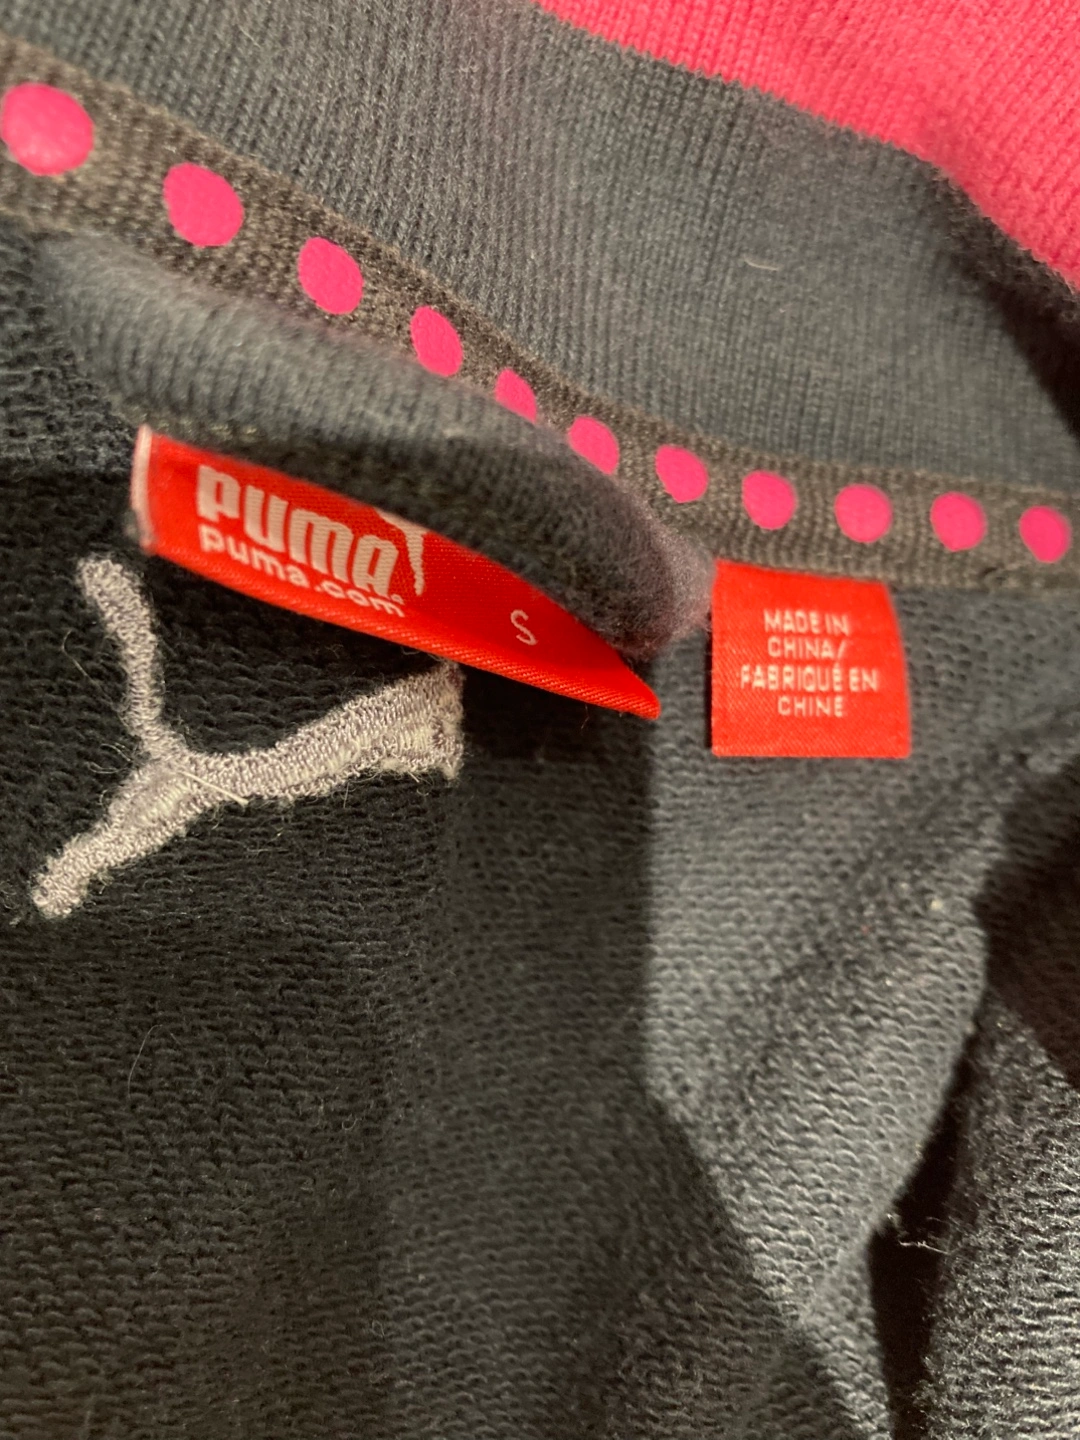 PUMA®
puma.com
S
MADE IN
CHINA/
FABRIQUÉ EN
CHINE